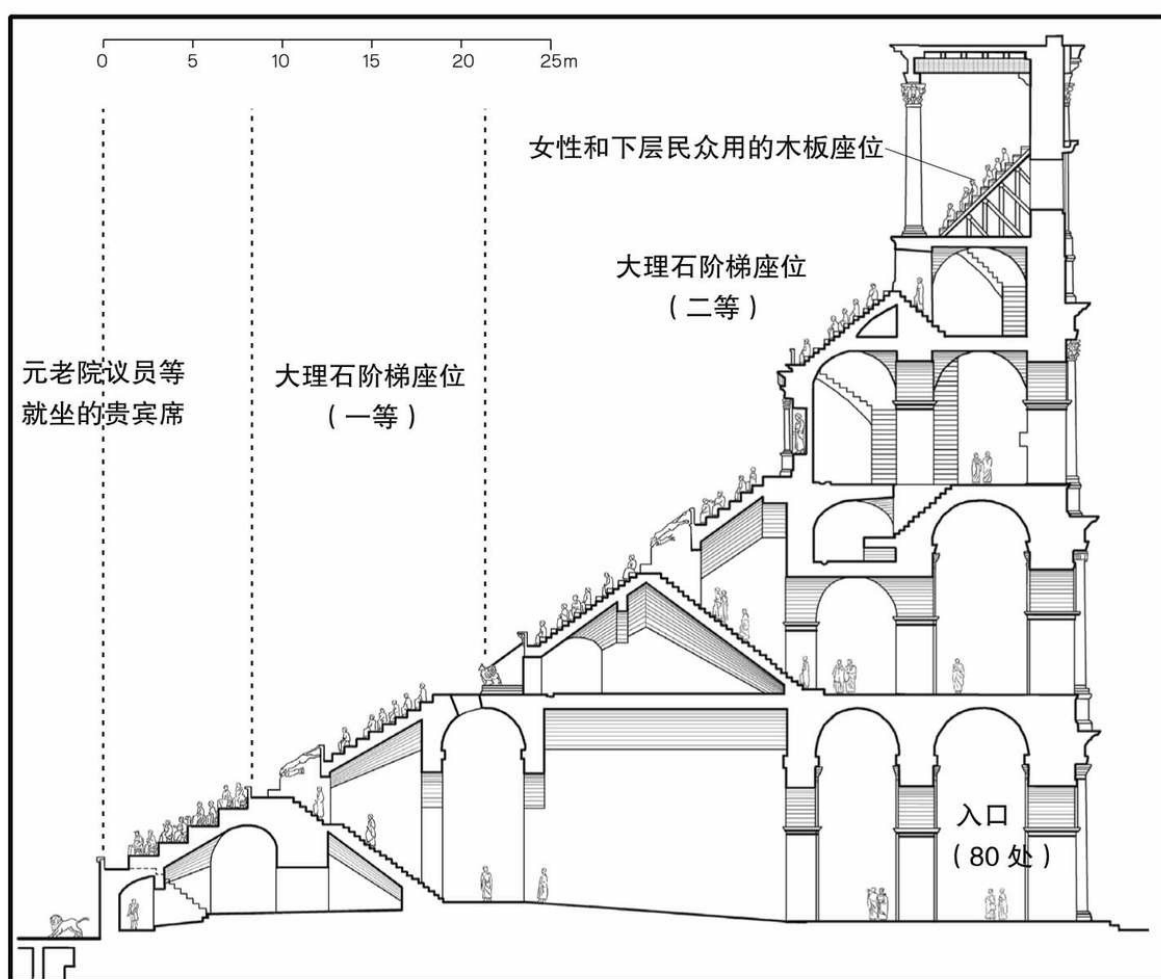 0 5 10 15 20 25m
女性和下层民众用的木板座位
大理石阶梯座位
（二等）
元老院议员等
就坐的贵宾席
大理石阶梯座位
（一等）
入口
（80 处）